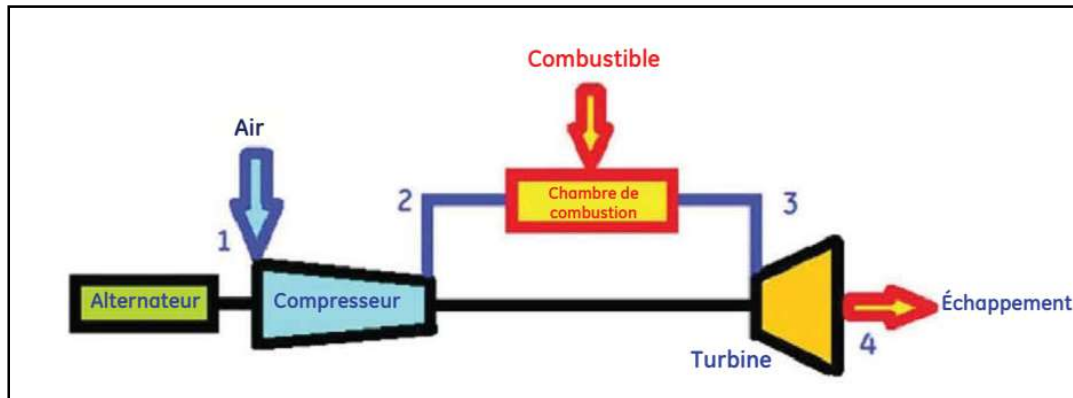 Combustible
Air
Chambre de
combustion
2
3
1
Alternateur
Compresseur
Échappement
Turbine
4